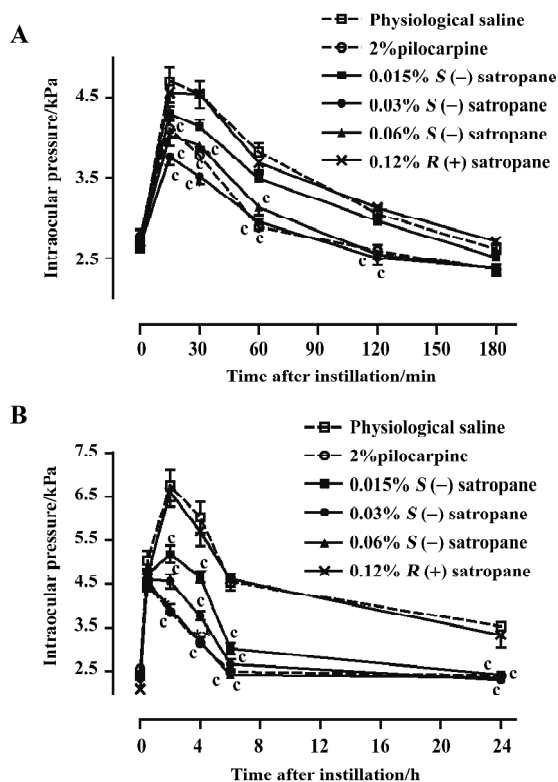 A
Physiological saline
2%pilocarpine
0.015% S (−) satropane
0.03% S (−) satropane
0.06% S (−) satropane
0.12% R (+) satropane
Intraocular pressure/kPa
4.5
3.5
2.5
c c
c c
c c
c c
c
c c
c
c
0 30 60 90 120 150 180
Time after instillation/min
B
Physiological saline
2%pilocarpine
0.015% S (−) satropane
0.03% S (−) satropane
0.06% S (−) satropane
0.12% R (+) satropane
Intraocular pressure/kPa
7.5
6.5
5.5
4.5
3.5
2.5
c
c c
c
c
c
c
c
c c
c c
c
0 4 8 12 16 20 24
Time after instillation/h